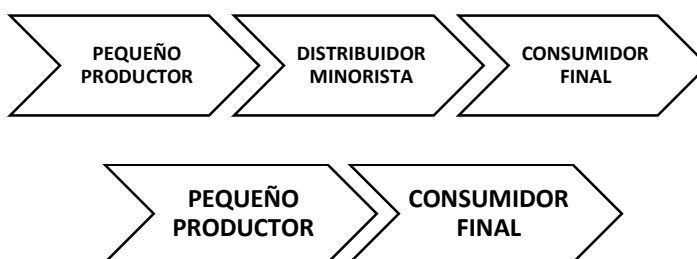 PEQUEÑO
PRODUCTOR
DISTRIBUIDOR
MINORISTA
CONSUMIDOR
FINAL
PEQUEÑO
PRODUCTOR
CONSUMIDOR
FINAL